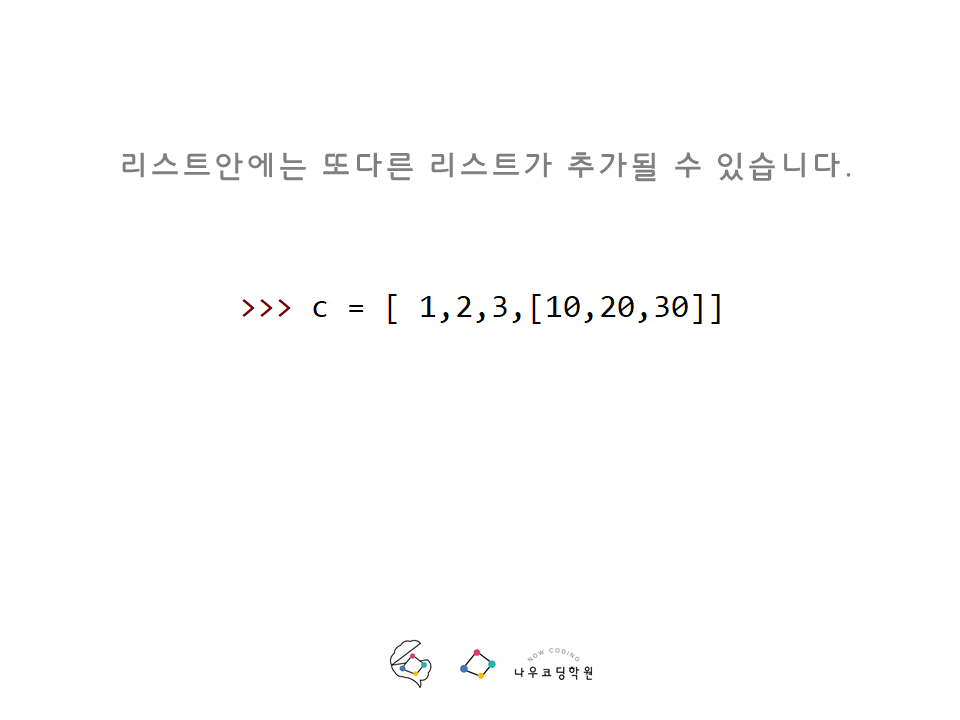 리스트안에는 또다른 리스트가 추가될 수 있습니다.
>>> c = [ 1,2,3,[10,20,30]]
NOW CODING
나우코딩학원